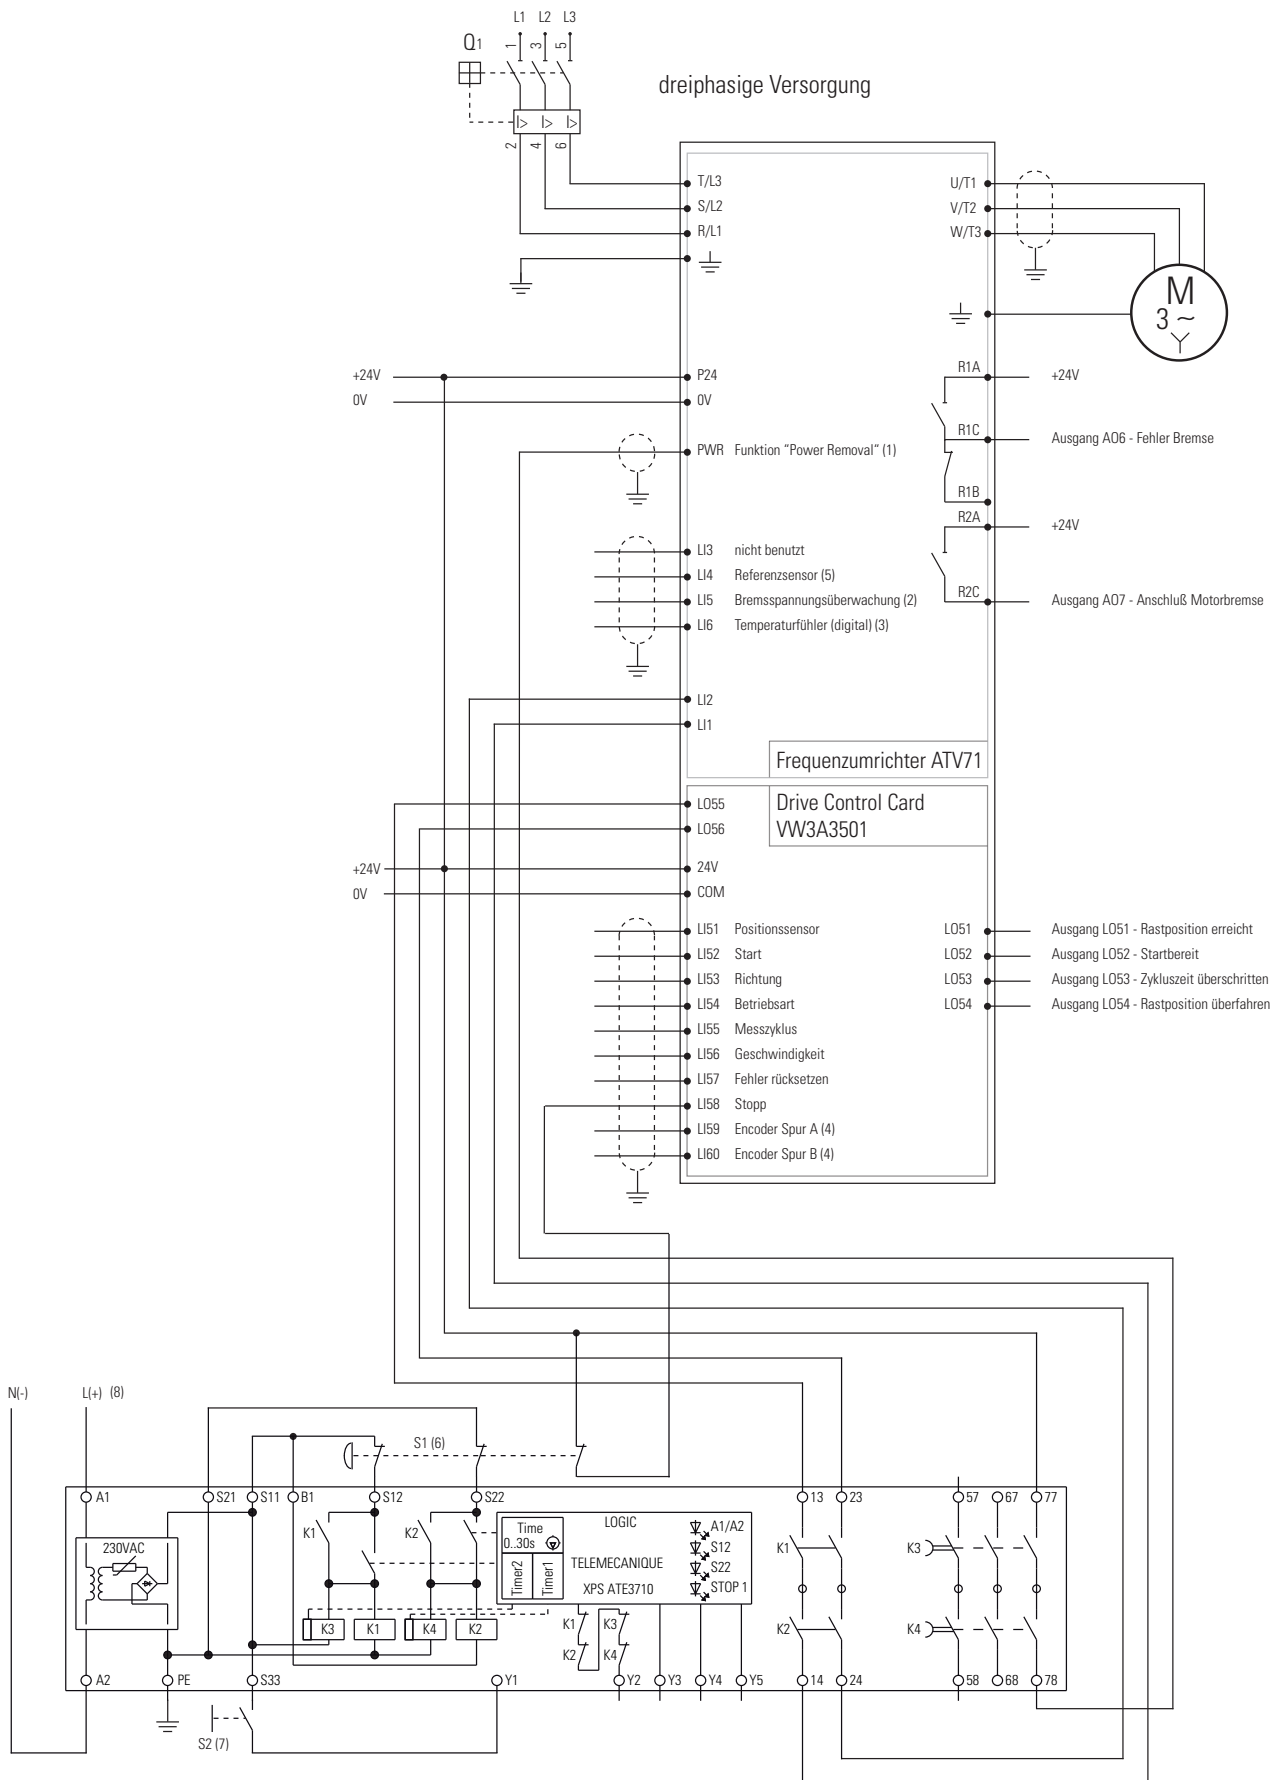 L1 L2 L3
Q1
1 3 5
dreiphasige Versorgung
I> I> I>
2 4 6
T/L3 U/T1
S/L2 V/T2
R/L1 W/T3
M
3 ~
R1A
+24V P24 +24V
0V 0V
R1C Ausgang AO6 - Fehler Bremse
PWR Funktion "Power Removal" (1)
R1B
R2A +24V
LI3 nicht benutzt
LI4 Referenzsensor (5)
R2C Ausgang AO7 - Anschluß Motorbremse
LI5 Bremsspannungsüberwachung (2)
LI6 Temperaturfühler (digital) (3)
LI2
LI1
Frequenzumrichter ATV71
LO55 Drive Control Card
LO56 VW3A3501
+24V 24V
0V COM
LI51 Positionssensor LO51 Ausgang LO51 - Rastposition erreicht
LI52 Start LO52 Ausgang LO52 - Startbereit
LI53 Richtung LO53 Ausgang LO53 - Zykluszeit überschritten
LI54 Betriebsart LO54 Ausgang LO54 - Rastposition überfahren
LI55 Messzyklus
LI56 Geschwindigkeit
LI57 Fehler rücksetzen
LI58 Stopp
LI59 Encoder Spur A (4)
LI60 Encoder Spur B (4)
N(-) L(+) (8)
S1 (6)
A1 S21 S11 B1 S12 S22 13 23 57 67 77
230VAC
K1 K2
Time
0..30s
LOGIC
A1/A2
S12
S22
STOP 1
TELEMECANIQUE
XPS ATE3710
Timer2 Timer1
K1 K3
K3 K1 K4 K2
K1 K3
K2 K4
K2 K4
A2 PE S33 Y1 Y2 Y3 Y4 Y5 14 24 58 68 78
S2 (7)